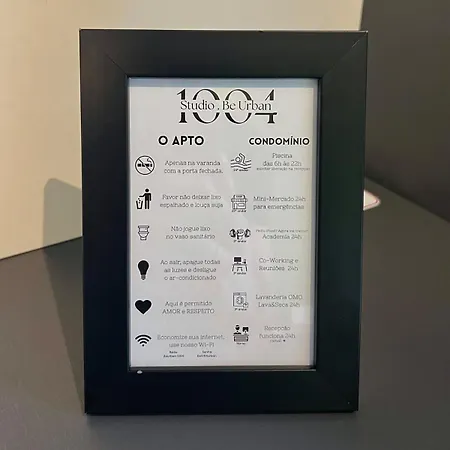 1004
Studio . Be Urban
O APTO
Apenas na varanda
com a porta fechada.
Favor não deixar lixo
espalhado e louça suja
Não jogue lixo
no vaso sanitário
Ao sair, apague todas
as luzes e desligue
o ar-condicionado
Aqui é permitido
AMOR e RESPEITO
Economize sua internet,
use nosso Wi-Fi
CONDOMÍNIO
Piscina
das 6h às 22h
Mini-Mercado 24h
para emergências
Academia 24h
Co-Working e
Reuniões 24h
Lavanderia OMO
Lava&Seca 24h
Recepção
funciona 24h